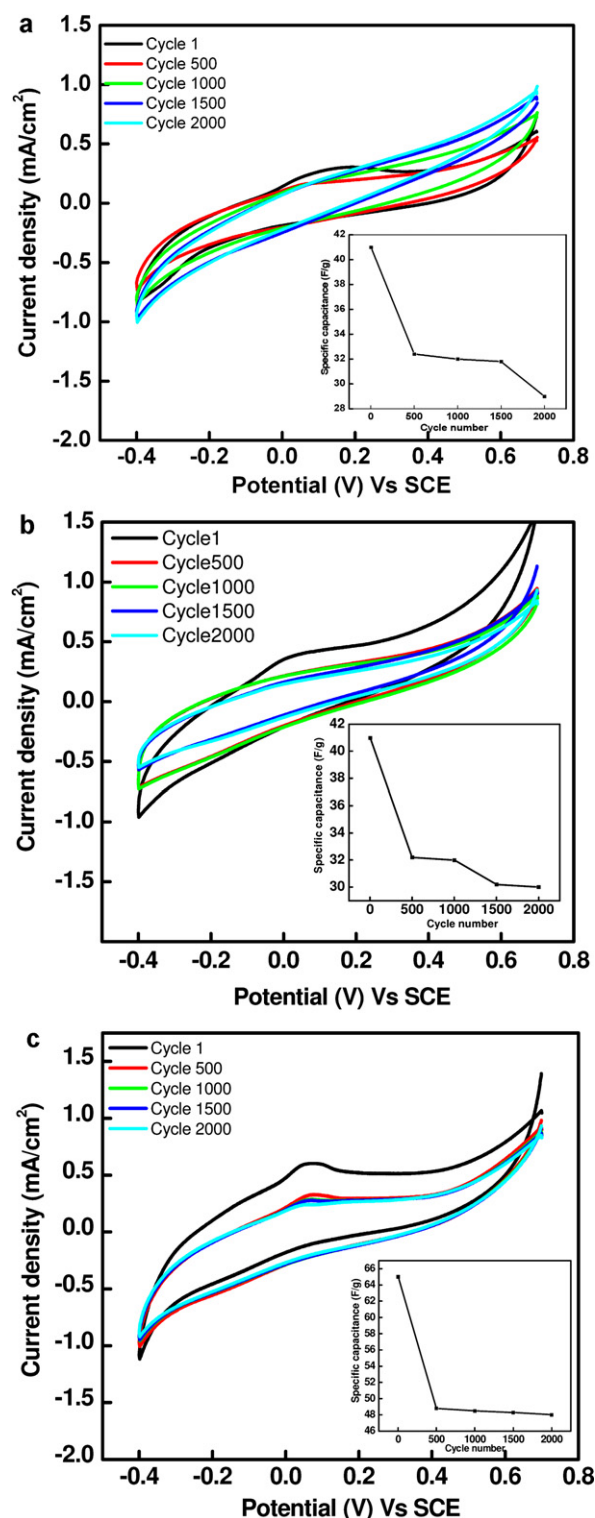 a
1.5
1.0
0.5
0.0
-0.5
-1.0
-1.5
-2.0
Current density (mA/cm²)
Cycle 1
Cycle 500
Cycle 1000
Cycle 1500
Cycle 2000
42
40
38
36
34
32
30
28
Specific capacitance (F/g)
0 500 1000 1500 2000
Cycle number
-0.4 -0.2 0.0 0.2 0.4 0.6 0.8
Potential (V) Vs SCE
b
1.5
1.0
0.5
0.0
-0.5
-1.0
-1.5
Current density (mA/cm²)
Cycle1
Cycle500
Cycle1000
Cycle1500
Cycle2000
42
40
38
36
34
32
30
Specific capacitance (F/g)
0 500 1000 1500 2000
Cycle number
-0.4 -0.2 0.0 0.2 0.4 0.6 0.8
Potential (V) Vs SCE
c
1.5
1.0
0.5
0.0
-0.5
-1.0
-1.5
-2.0
Current density (mA/cm²)
Cycle 1
Cycle 500
Cycle 1000
Cycle 1500
Cycle 2000
66
64
62
60
58
56
54
52
50
48
46
Specific capacitance (F/g)
0 500 1000 1500 2000
Cycle number
-0.4 -0.2 0.0 0.2 0.4 0.6 0.8
Potential (V) Vs SCE